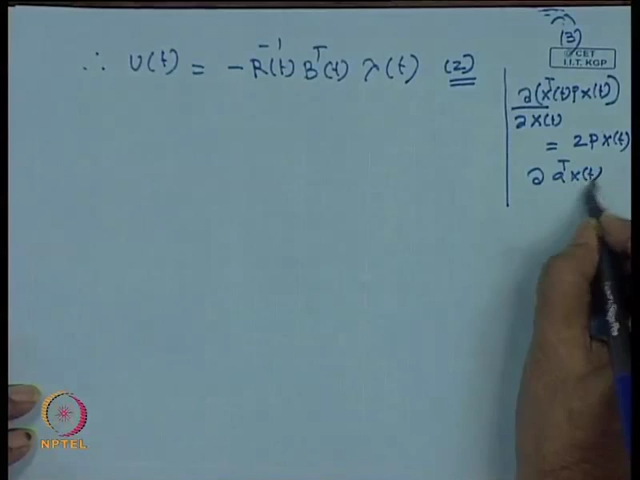 (3)
CET
I.I.T. KGP
∴ U(t) = -R⁻¹(t) Bᵀ(t) λ(t) (2)
∂(xᵀ(t)Px(t))
∂x(t)
= 2Px(t)
∂ aᵀx(t)
NPTEL